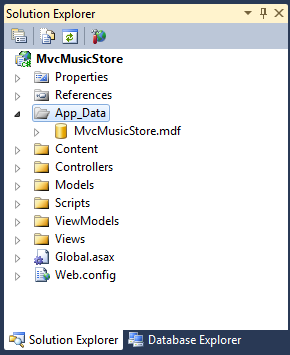 Solution Explorer
MvcMusicStore
Properties
References
App_Data
MvcMusicStore.mdf
Content
Controllers
Models
Scripts
ViewModels
Views
Global.asax
Web.config
Solution Explorer Database Explorer